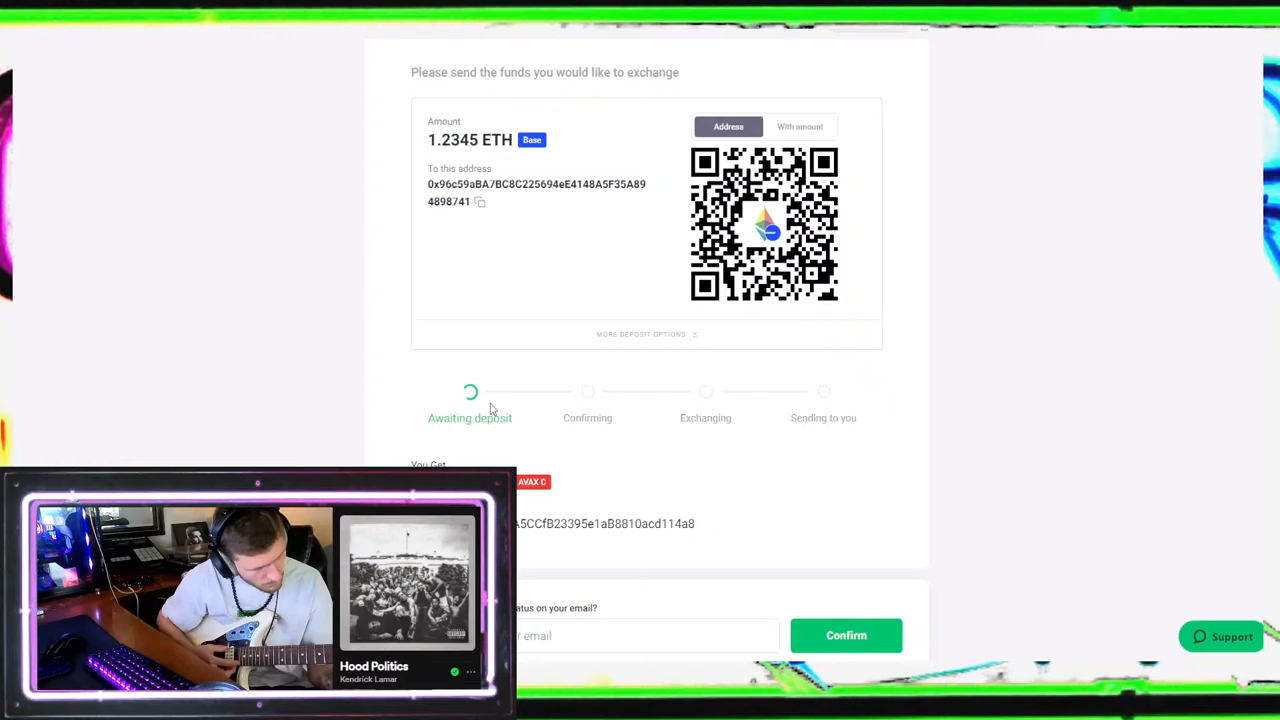 Please send the funds you would like to exchange
Amount
1.2345 ETH Base
To this address
0x96c59aBA7BC8C225694eE4148A5F35A89
4898741
Address
With amount
MORE DEPOSIT OPTIONS
Awaiting deposit
Confirming
Exchanging
Sending to you
You Get
AVAX C
A5CCfB23395e1aB8810acd114a8
atus on your email?
r email
Confirm
Support
Hood Politics
Kendrick Lamar